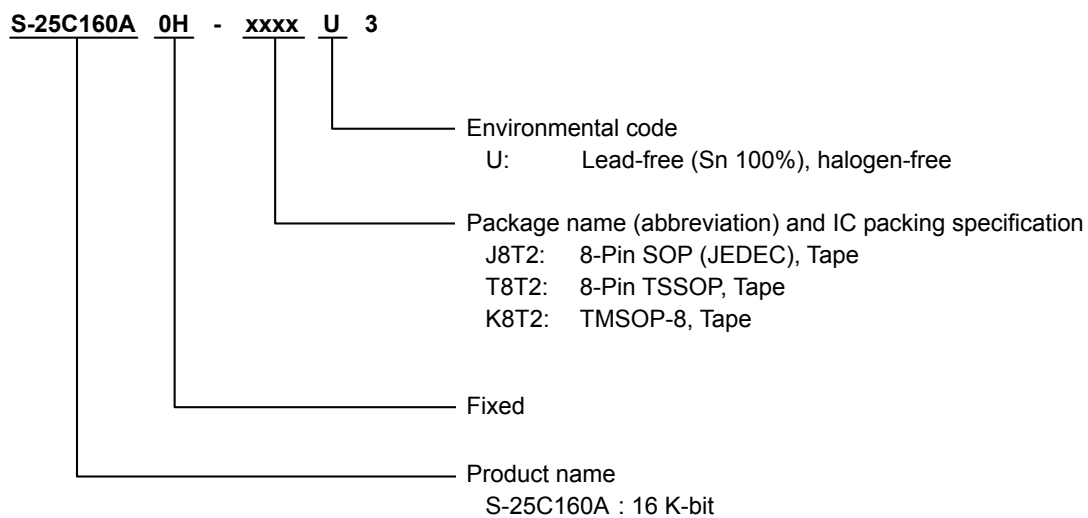 S-25C160A 0H - xxxx U 3
Environmental code
U: Lead-free (Sn 100%), halogen-free
Package name (abbreviation) and IC packing specification
J8T2: 8-Pin SOP (JEDEC), Tape
T8T2: 8-Pin TSSOP, Tape
K8T2: TMSOP-8, Tape
Fixed
Product name
S-25C160A : 16 K-bit